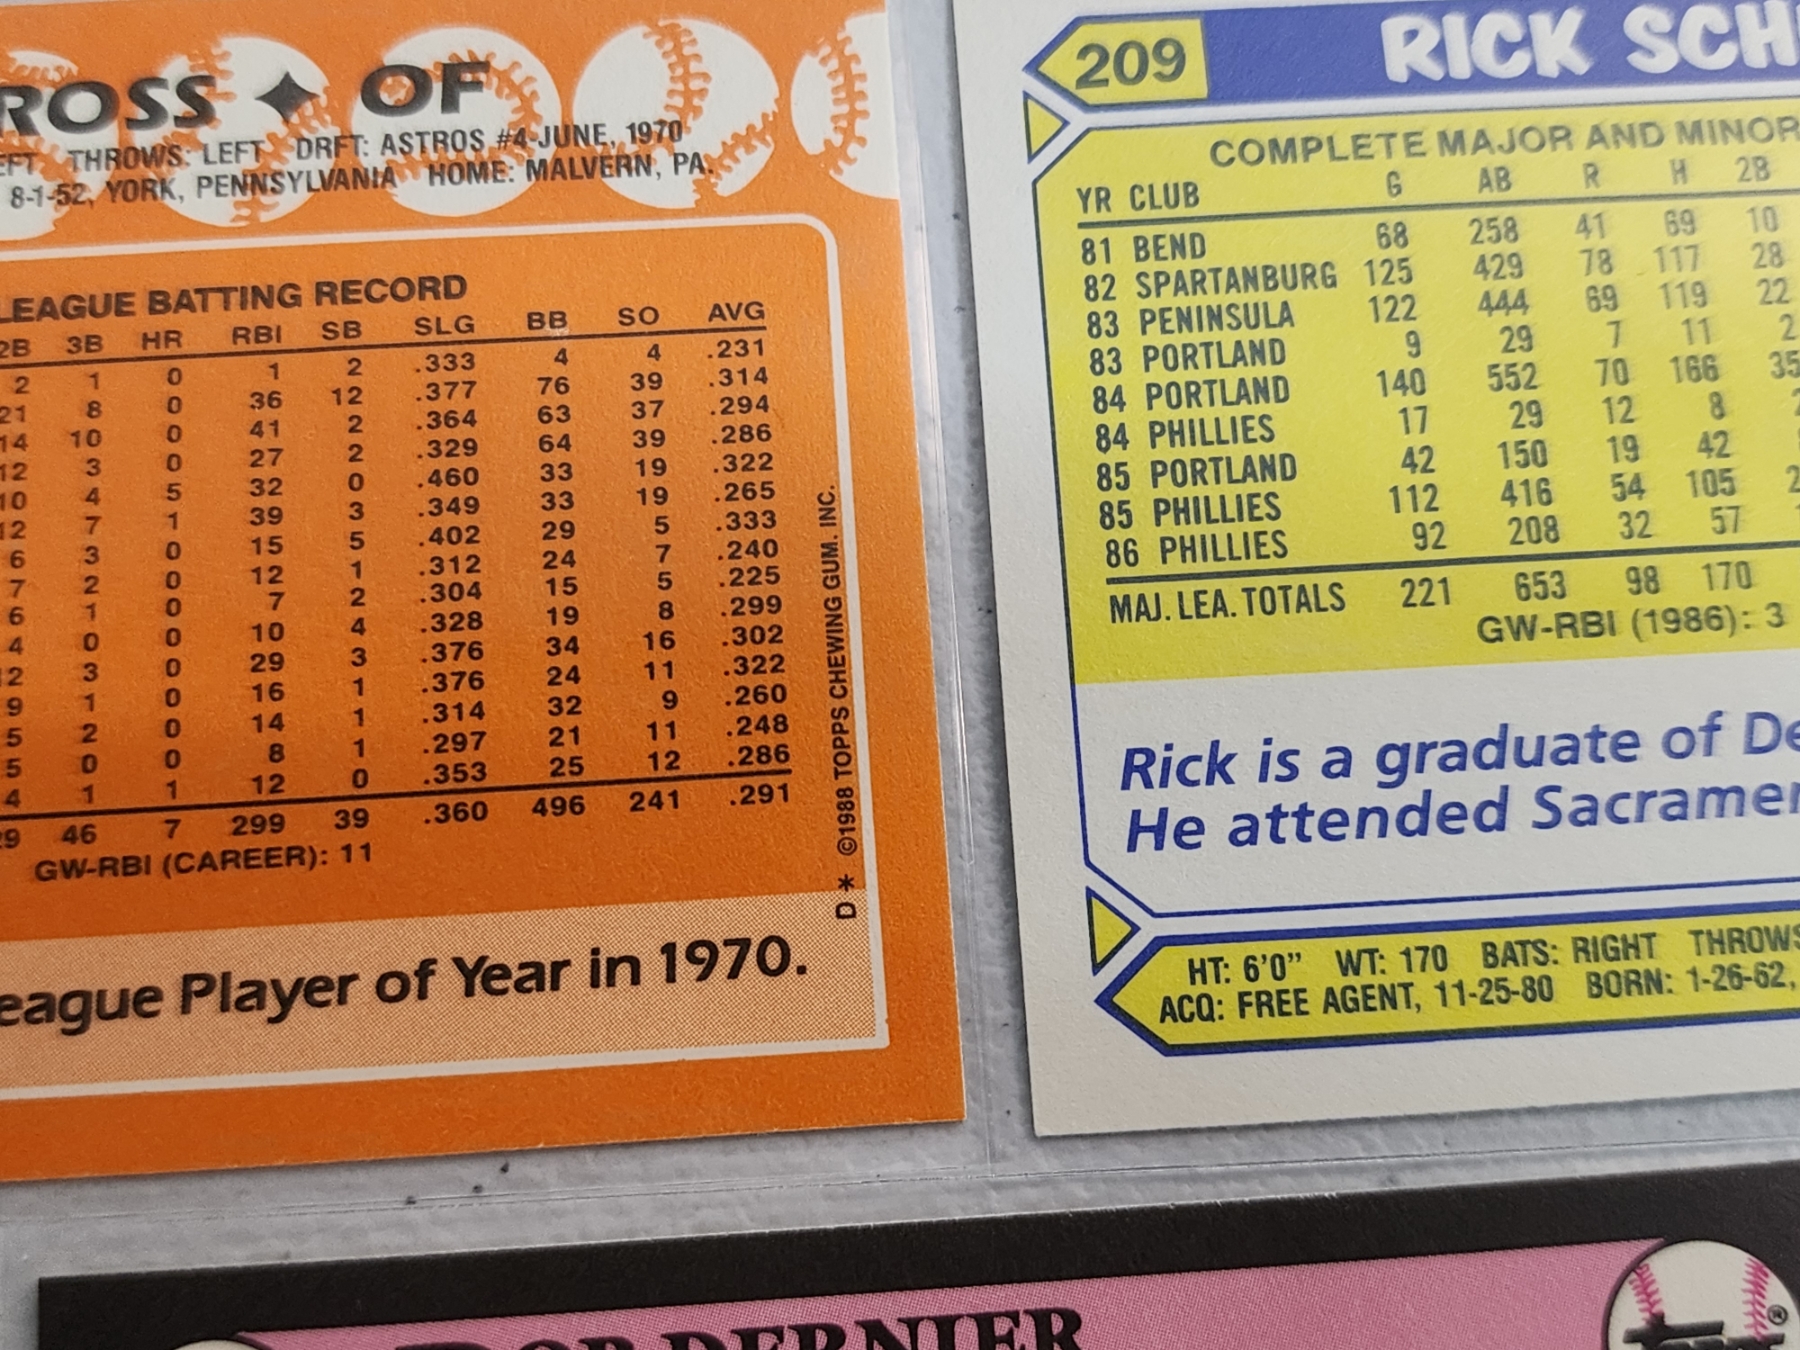 ROSS ✦ OF
EFT THROWS: LEFT DRFT: ASTROS #4-JUNE, 1970
8-1-52, YORK, PENNSYLVANIA HOME: MALVERN, PA.
LEAGUE BATTING RECORD
2B 3B HR RBI SB SLG BB SO AVG
2 1 0 1 2 .333 4 4 .231
21 8 0 36 12 .377 76 39 .314
14 10 0 41 2 .364 63 37 .294
12 3 0 27 2 .329 64 39 .286
10 4 5 32 0 .460 33 19 .322
12 7 1 39 3 .349 33 19 .265
6 3 0 15 5 .402 29 5 .333
7 2 0 12 1 .312 24 7 .240
6 1 0 7 2 .304 15 5 .225
4 0 0 10 4 .328 19 8 .299
12 3 0 29 3 .376 34 16 .302
9 1 0 16 1 .376 24 11 .322
5 2 0 14 1 .314 32 9 .260
5 0 0 8 1 .297 21 11 .248
4 1 1 12 0 .353 25 12 .286
29 46 7 299 39 .360 496 241 .291
GW-RBI (CAREER): 11
D* ©1988 TOPPS CHEWING GUM. INC.
eague Player of Year in 1970.
209 RICK SCH
COMPLETE MAJOR AND MINOR
YR CLUB G AB R H 2B
81 BEND 68 258 41 69 10
82 SPARTANBURG 125 429 78 117 28
83 PENINSULA 122 444 69 119 22
83 PORTLAND 9 29 7 11 2
84 PORTLAND 140 552 70 166 35
84 PHILLIES 17 29 12 8
85 PORTLAND 42 150 19 42
85 PHILLIES 112 416 54 105 2
86 PHILLIES 92 208 32 57
MAJ. LEA. TOTALS 221 653 98 170
GW-RBI (1986): 3
Rick is a graduate of De
He attended Sacramen
HT: 6'0" WT: 170 BATS: RIGHT THROWS
ACQ: FREE AGENT, 11-25-80 BORN: 1-26-62,
BOB DERNIER
Topps ®